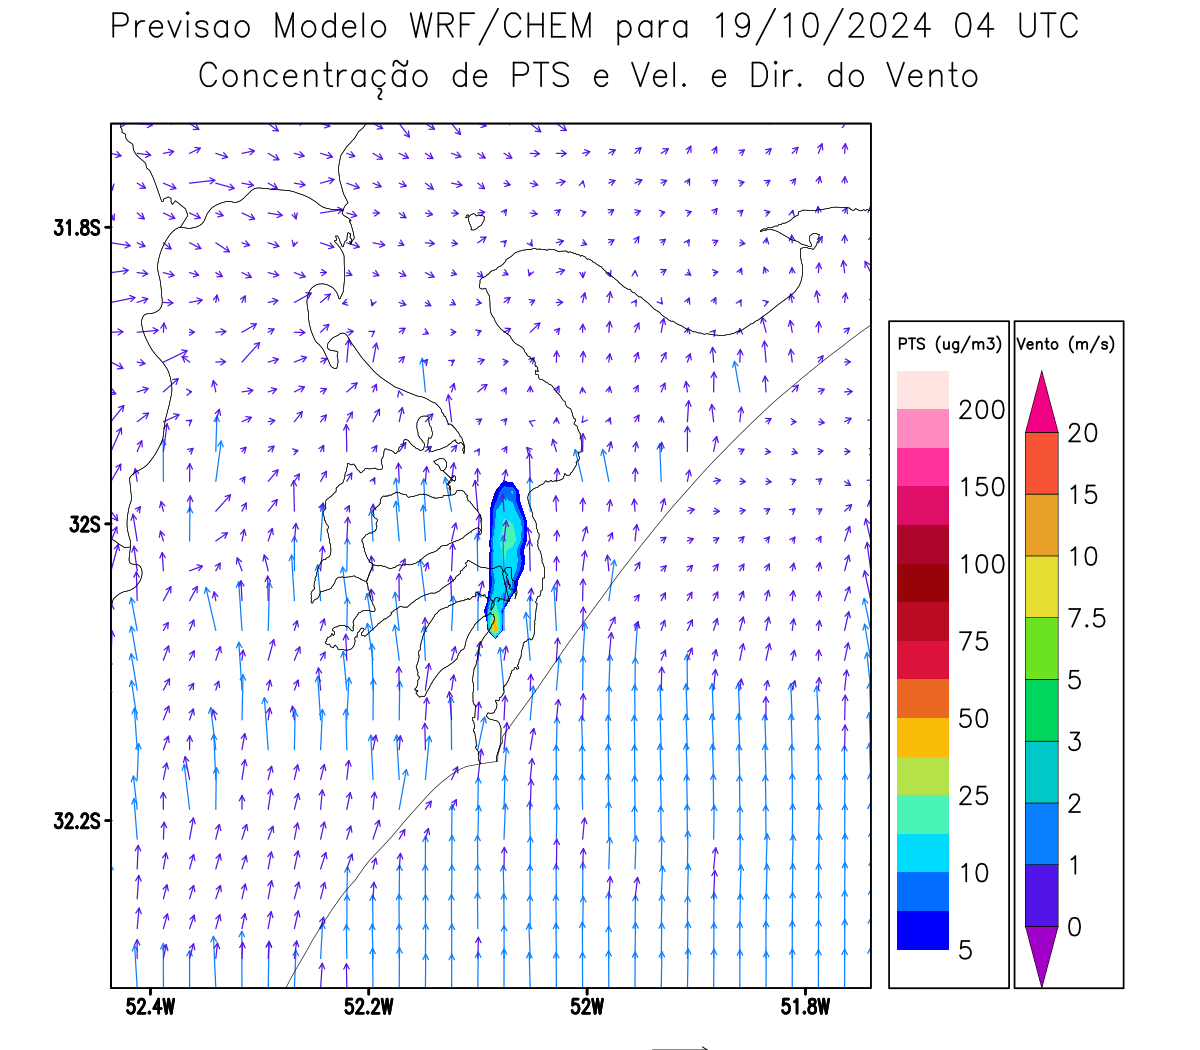 Previsao Modelo WRF/CHEM para 19/10/2024 04 UTC
Concentração de PTS e Vel. e Dir. do Vento
31.8S
32S
32.2S
52.4W
52.2W
52W
51.8W
PTS (ug/m3)
200
150
100
75
50
25
10
5
Vento (m/s)
20
15
10
7.5
5
3
2
1
0